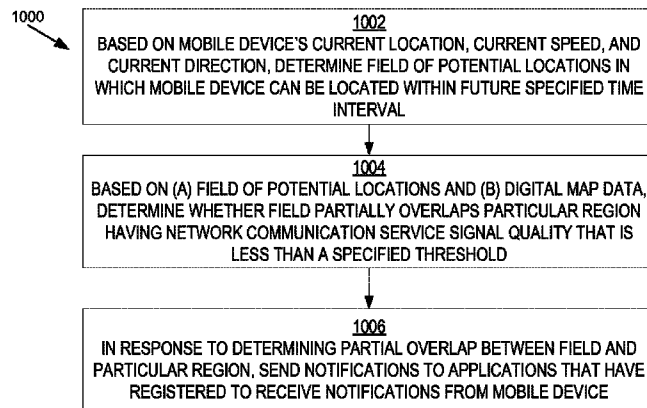 1000
1002
BASED ON MOBILE DEVICE'S CURRENT LOCATION, CURRENT SPEED, AND
CURRENT DIRECTION, DETERMINE FIELD OF POTENTIAL LOCATIONS IN
WHICH MOBILE DEVICE CAN BE LOCATED WITHIN FUTURE SPECIFIED TIME
INTERVAL
1004
BASED ON (A) FIELD OF POTENTIAL LOCATIONS AND (B) DIGITAL MAP DATA,
DETERMINE WHETHER FIELD PARTIALLY OVERLAPS PARTICULAR REGION
HAVING NETWORK COMMUNICATION SERVICE SIGNAL QUALITY THAT IS
LESS THAN A SPECIFIED THRESHOLD
1006
IN RESPONSE TO DETERMINING PARTIAL OVERLAP BETWEEN FIELD AND
PARTICULAR REGION, SEND NOTIFICATIONS TO APPLICATIONS THAT HAVE
REGISTERED TO RECEIVE NOTIFICATIONS FROM MOBILE DEVICE